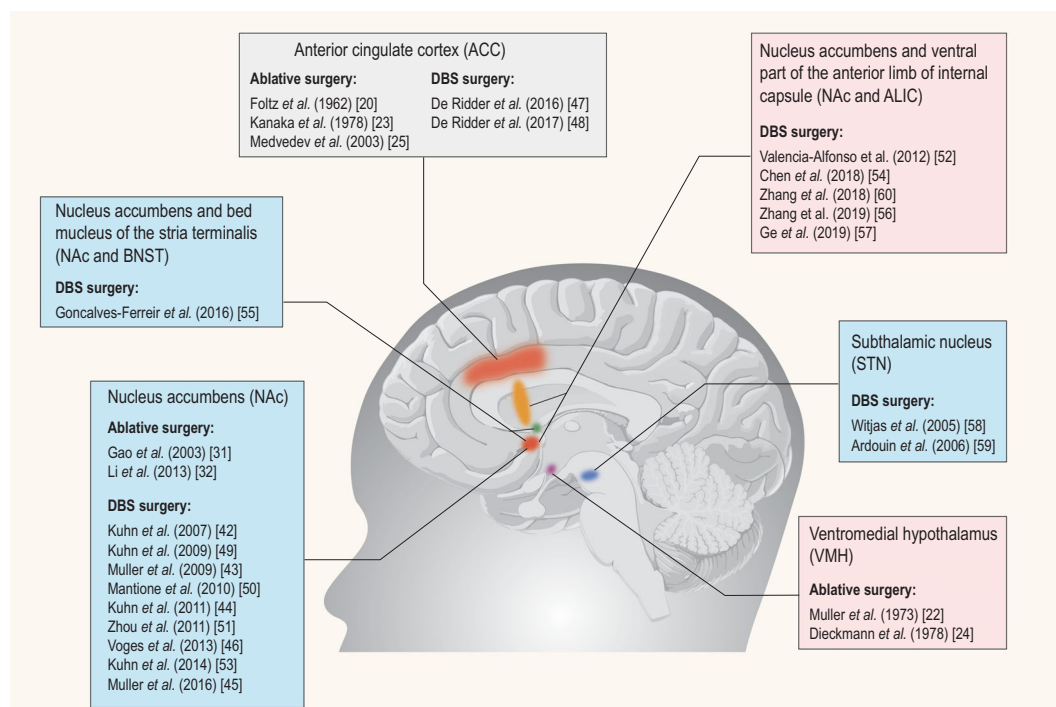 Anterior cingulate cortex (ACC)
Ablative surgery:
Foltz et al. (1962) [20]
Kanaka et al. (1978) [23]
Medvedev et al. (2003) [25]
DBS surgery:
De Ridder et al. (2016) [47]
De Ridder et al. (2017) [48]
Nucleus accumbens and ventral
part of the anterior limb of internal
capsule (NAc and ALIC)
DBS surgery:
Valencia-Alfonso et al. (2012) [52]
Chen et al. (2018) [54]
Zhang et al. (2018) [60]
Zhang et al. (2019) [56]
Ge et al. (2019) [57]
Nucleus accumbens and bed
mucleus of the stria terminalis
(NAc and BNST)
DBS surgery:
Goncalves-Ferreir et al. (2016) [55]
Subthalamic nucleus
(STN)
DBS surgery:
Witjas et al. (2005) [58]
Ardouin et al. (2006) [59]
Nucleus accumbens (NAc)
Ablative surgery:
Gao et al. (2003) [31]
Li et al. (2013) [32]
DBS surgery:
Kuhn et al. (2007) [42]
Kuhn et al. (2009) [49]
Muller et al. (2009) [43]
Mantione et al. (2010) [50]
Kuhn et al. (2011) [44]
Zhou et al. (2011) [51]
Voges et al. (2013) [46]
Kuhn et al. (2014) [53]
Muller et al. (2016) [45]
Ventromedial hypothalamus
(VMH)
Ablative surgery:
Muller et al. (1973) [22]
Dieckmann et al. (1978) [24]